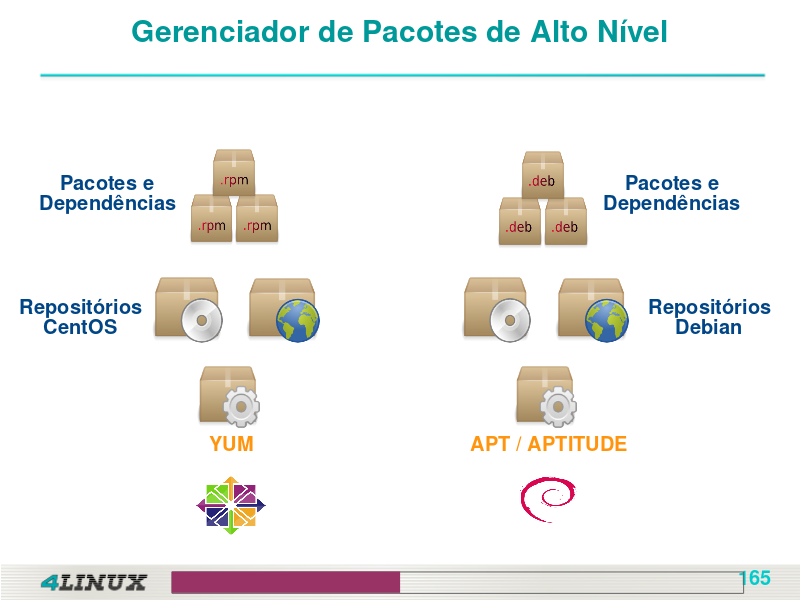 Gerenciador de Pacotes de Alto Nível
Pacotes e
Dependências
.rpm
.rpm
.rpm
.deb
.deb
.deb
Pacotes e
Dependências
Repositórios
CentOS
Repositórios
Debian
YUM
APT / APTITUDE
4LINUX
165